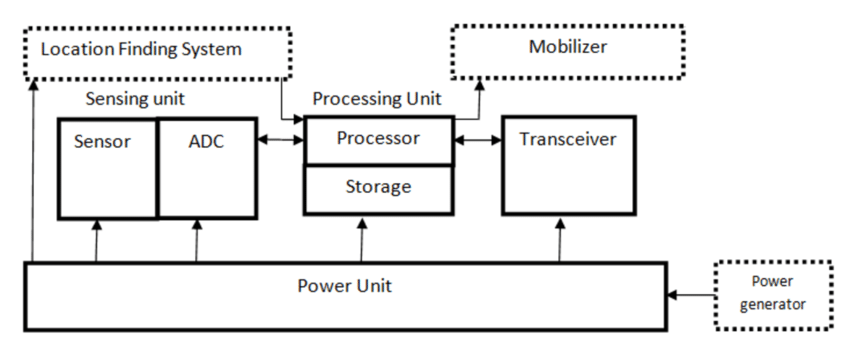 Location Finding System
Mobilizer
Sensing unit
Processing Unit
Sensor
ADC
Processor
Transceiver
Storage
Power Unit
Power
generator